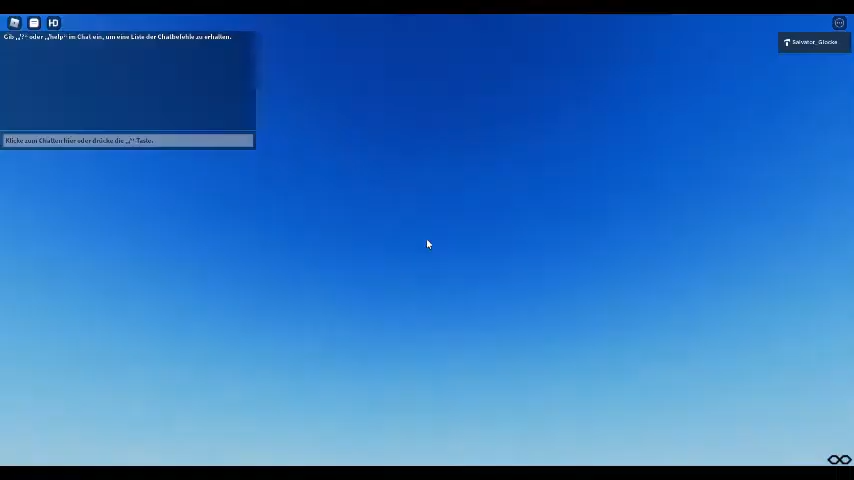 HD
Gib „/?“ oder „/help“ im Chat ein, um eine Liste der Chatbefehle zu erhalten.
Salvator_Glocke
Klicke zum Chatten hier oder drücke die „/“-Taste.